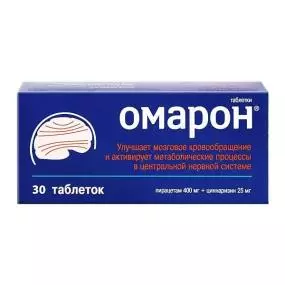 таблетки
омарон®
Улучшает мозговое кровообращение
и активирует метаболические процессы
в центральной нервной системе
30 таблеток
пирацетам 400 мг + циннаризин 25 мг